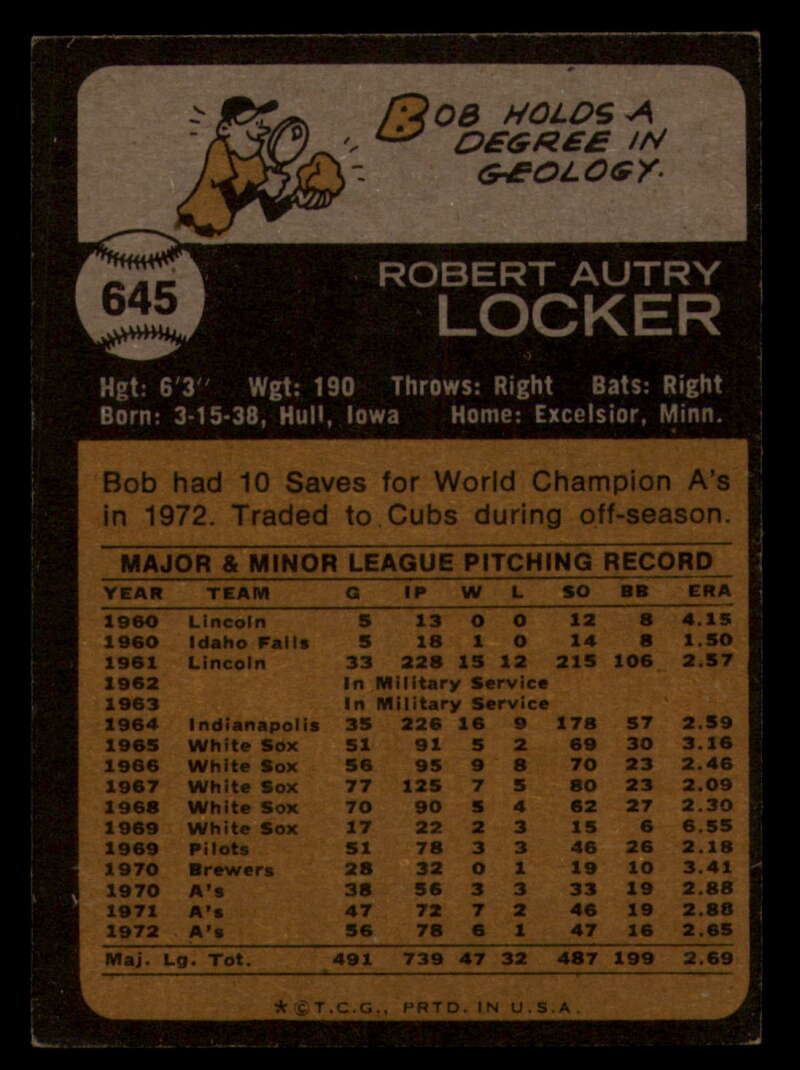 BOB HOLDS A
DEGREE IN
GEOLOGY.
645
ROBERT AUTRY
LOCKER
Hgt: 6'3" Wgt: 190 Throws: Right Bats: Right
Born: 3-15-38, Hull, Iowa Home: Excelsior, Minn.
Bob had 10 Saves for World Champion A's
in 1972. Traded to Cubs during off-season.
MAJOR & MINOR LEAGUE PITCHING RECORD
YEAR TEAM G IP W L SO BB ERA
1960 Lincoln 5 13 0 0 12 8 4.15
1960 Idaho Falls 5 18 1 0 14 8 1.50
1961 Lincoln 33 228 15 12 215 106 2.57
1962 In Military Service
1963 In Military Service
1964 Indianapolis 35 226 16 9 178 57 2.59
1965 White Sox 51 91 5 2 69 30 3.16
1966 White Sox 56 95 9 8 70 23 2.46
1967 White Sox 77 125 7 5 80 23 2.09
1968 White Sox 70 90 5 4 62 27 2.30
1969 White Sox 17 22 2 3 15 6 6.55
1969 Pilots 51 78 3 3 46 26 2.18
1970 Brewers 28 32 0 1 19 10 3.41
1970 A's 38 56 3 3 33 19 2.88
1971 A's 47 72 7 2 46 19 2.88
1972 A's 56 78 6 1 47 16 2.65
Maj. Lg. Tot. 491 739 47 32 487 199 2.69
*©T.C.G., PRTD. IN U.S.A.